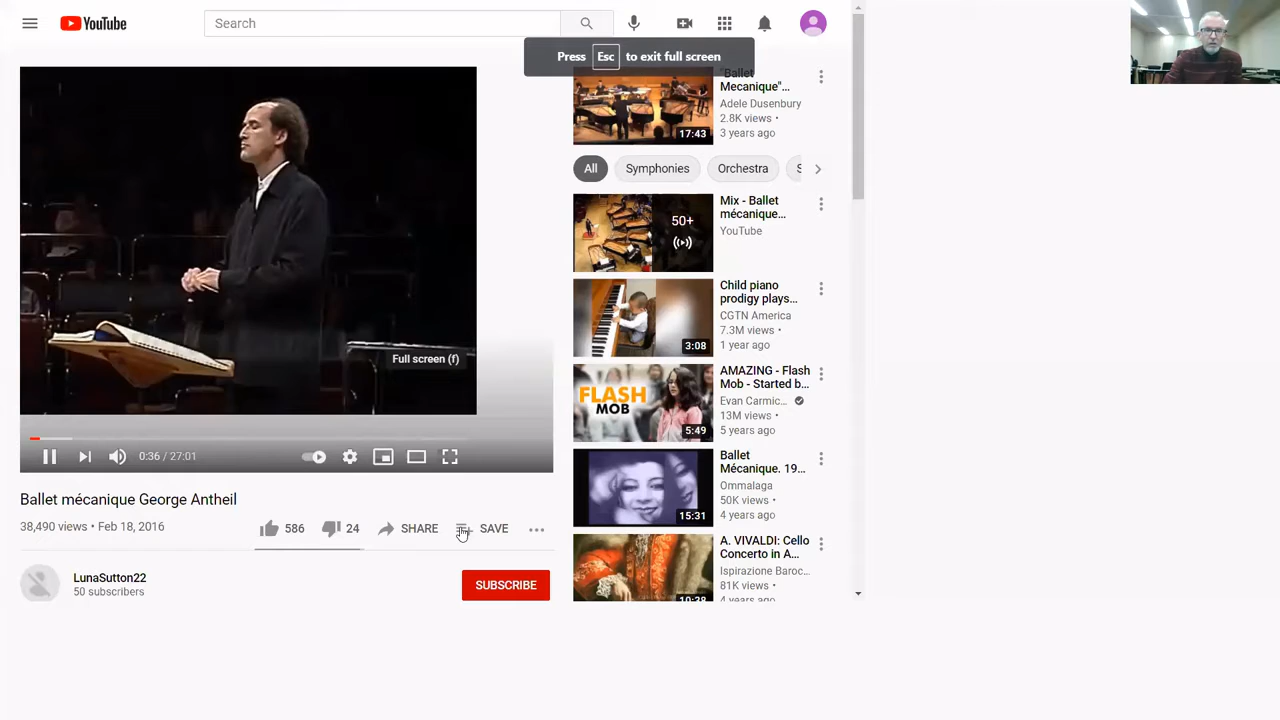 YouTube
Search
Press Esc to exit full screen
"Ballet
Mecanique"...
Adele Dusenbury
2.8K views •
3 years ago
17:43
All
Symphonies
Orchestra
S
Mix - Ballet
mécanique...
YouTube
50+
Child piano
prodigy plays...
CGTN America
7.3M views •
1 year ago
3:08
AMAZING - Flash
Mob - Started b...
Evan Carmic...
13M views •
5 years ago
FLASH
MOB
5:49
Ballet
Mécanique. 19...
Ommalaga
50K views •
4 years ago
15:31
A. VIVALDI: Cello
Concerto in A...
Ispirazione Baroc...
81K views •
4 years ago
10:38
Full screen (f)
0:36 / 27:01
Ballet mécanique George Antheil
38,490 views • Feb 18, 2016
586
24
SHARE
SAVE
LunaSutton22
50 subscribers
SUBSCRIBE